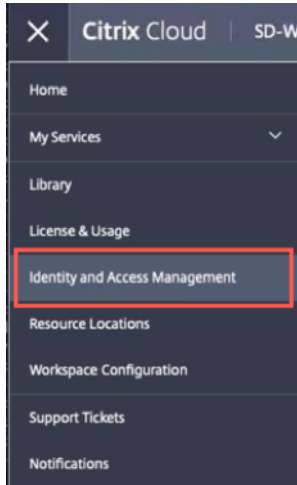 Citrix Cloud SD-W
Home
My Services
Library
License & Usage
Identity and Access Management
Resource Locations
Workspace Configuration
Support Tickets
Notifications